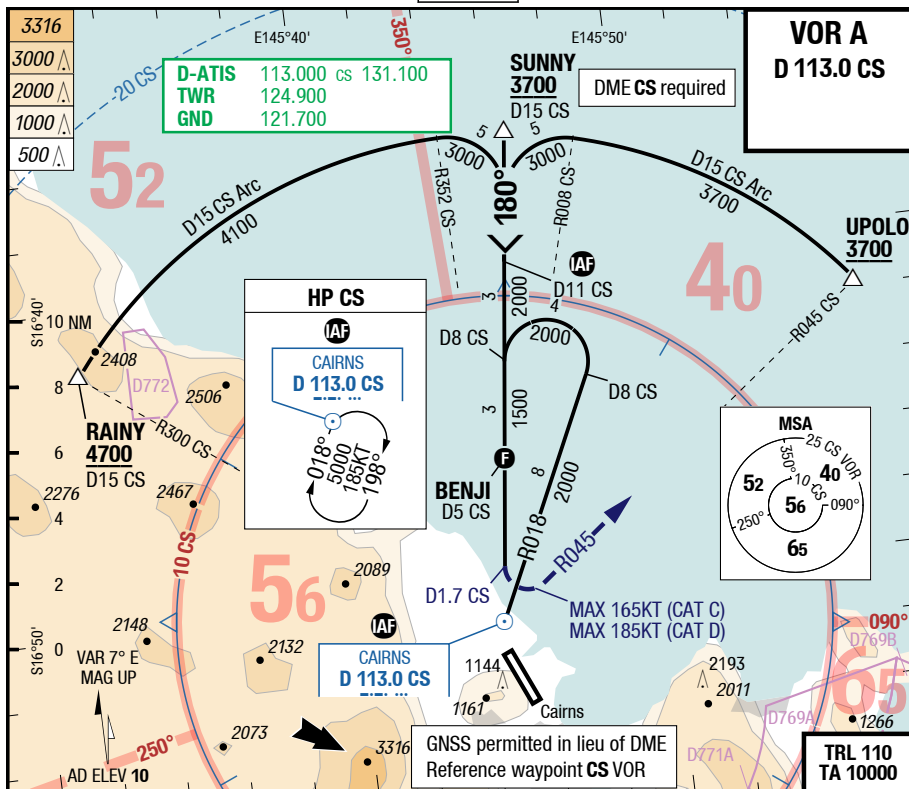 3316
3000
2000
1000
500
E145°40'
E145°50'
20 CS
350°
D-ATIS 113.000 CS 131.100
TWR 124.900
GND 121.700
SUNNY
3700
D15 CS
DME CS required
VOR A
D 113.0 CS
52
5
5
3000
3000
R352 CS
R008 CS
180°
D15 CS Arc
4100
D15 CS Arc
3700
UPOLO
3700
40
IAF
D11 CS
3
2000
4
2000
D8 CS
D8 CS
R045 CS
S16°40'
10 NM
8
6
4
2
0
S16°50'
2408
D772
2506
RAINY
4700
D15 CS
R300 CS
HP CS
IAF
CAIRNS
D 113.0 CS
018°
5000
185KT
198°
3
1500
F
BENJI
D5 CS
8
2000
R018
R045
MSA
25 CS VOR
350°
10 CS
52
40
56
090°
250°
65
2276
2467
10 CS
56
2089
D1.7 CS
MAX 165KT (CAT C)
MAX 185KT (CAT D)
2148
2132
VAR 7° E
MAG UP
IAF
CAIRNS
D 113.0 CS
1144
1161
Cairns
2193
2011
090°
D769B
65
D769A
D771A
1266
2073
250°
AD ELEV 10
3316
GNSS permitted in lieu of DME
Reference waypoint CS VOR
TRL 110
TA 10000